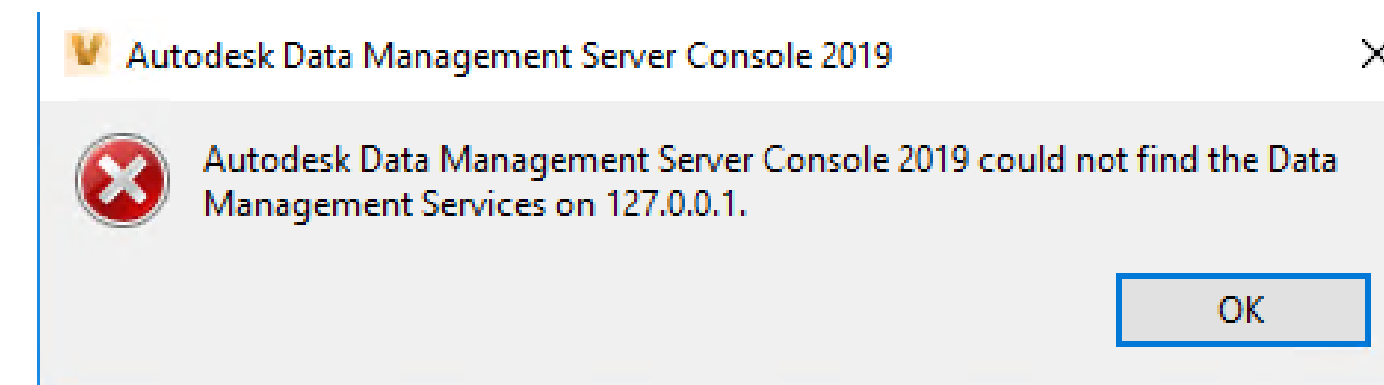 Autodesk Data Management Server Console 2019
Autodesk Data Management Server Console 2019 could not find the Data
Management Services on 127.0.0.1.
OK